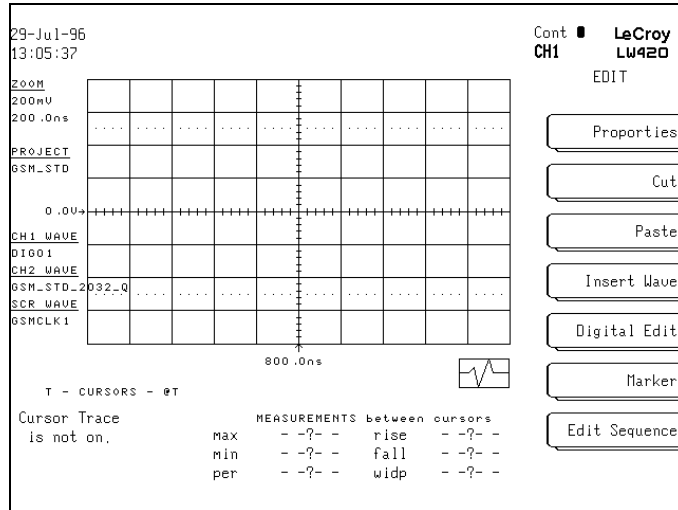 29-Jul-96
13:05:37
Cont LeCroy
CH1 LW420
EDIT
ZOOM
200mV
200.0ns
PROJECT
GSM_STD
0.0V
CH1 WAVE
DIGO1
CH2 WAVE
GSM_STD_2032_Q
SCR WAVE
GSMCLK1
800.0ns
T - CURSORS - @T
Cursor Trace
is not on.
MEASUREMENTS between cursors
max - -?- - rise - -?- -
min - -?- - fall - -?- -
per - -?- - widp - -?- -
Proporties
Cut
Paste
Insert Wave
Digital Edit
Marker
Edit Sequence